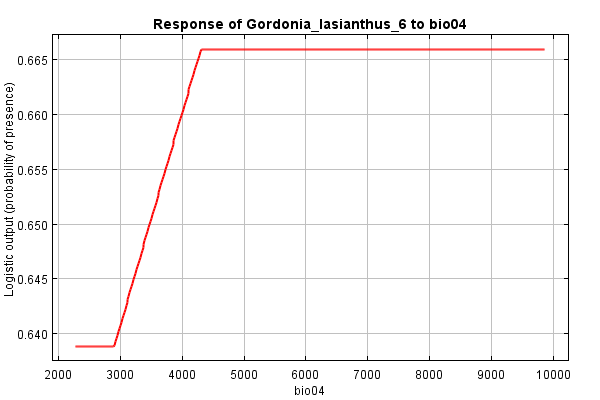 Response of Gordonia_lasianthus_6 to bio04
Logistic output (probability of presence)
0.665
0.660
0.655
0.650
0.645
0.640
2000 3000 4000 5000 6000 7000 8000 9000 10000
bio04